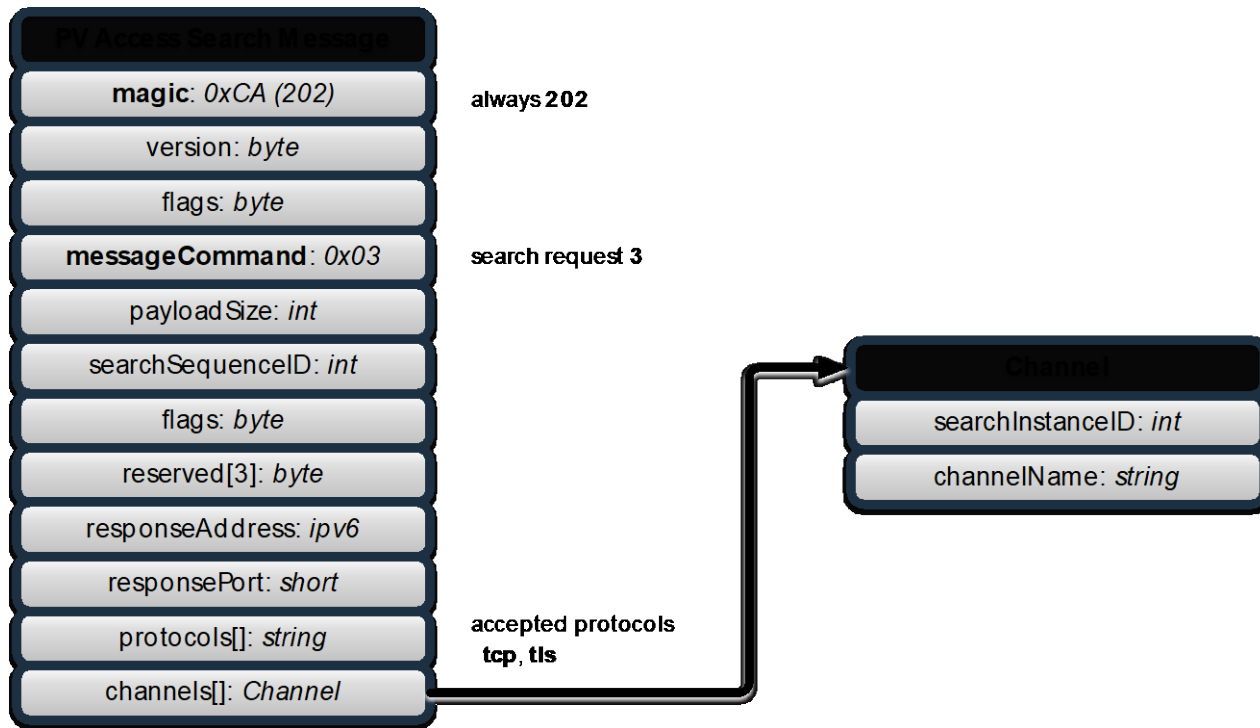 PV Access Search Message
magic: 0xCA (202)
always 202
version: byte
flags: byte
messageCommand: 0x03
search request 3
payloadSize: int
searchSequenceID: int
flags: byte
reserved[3]: byte
responseAddress: ipv6
responsePort: short
protocols[]: string
accepted protocols
tcp, tls
channels[]: Channel
Channel
searchInstanceID: int
channelName: string